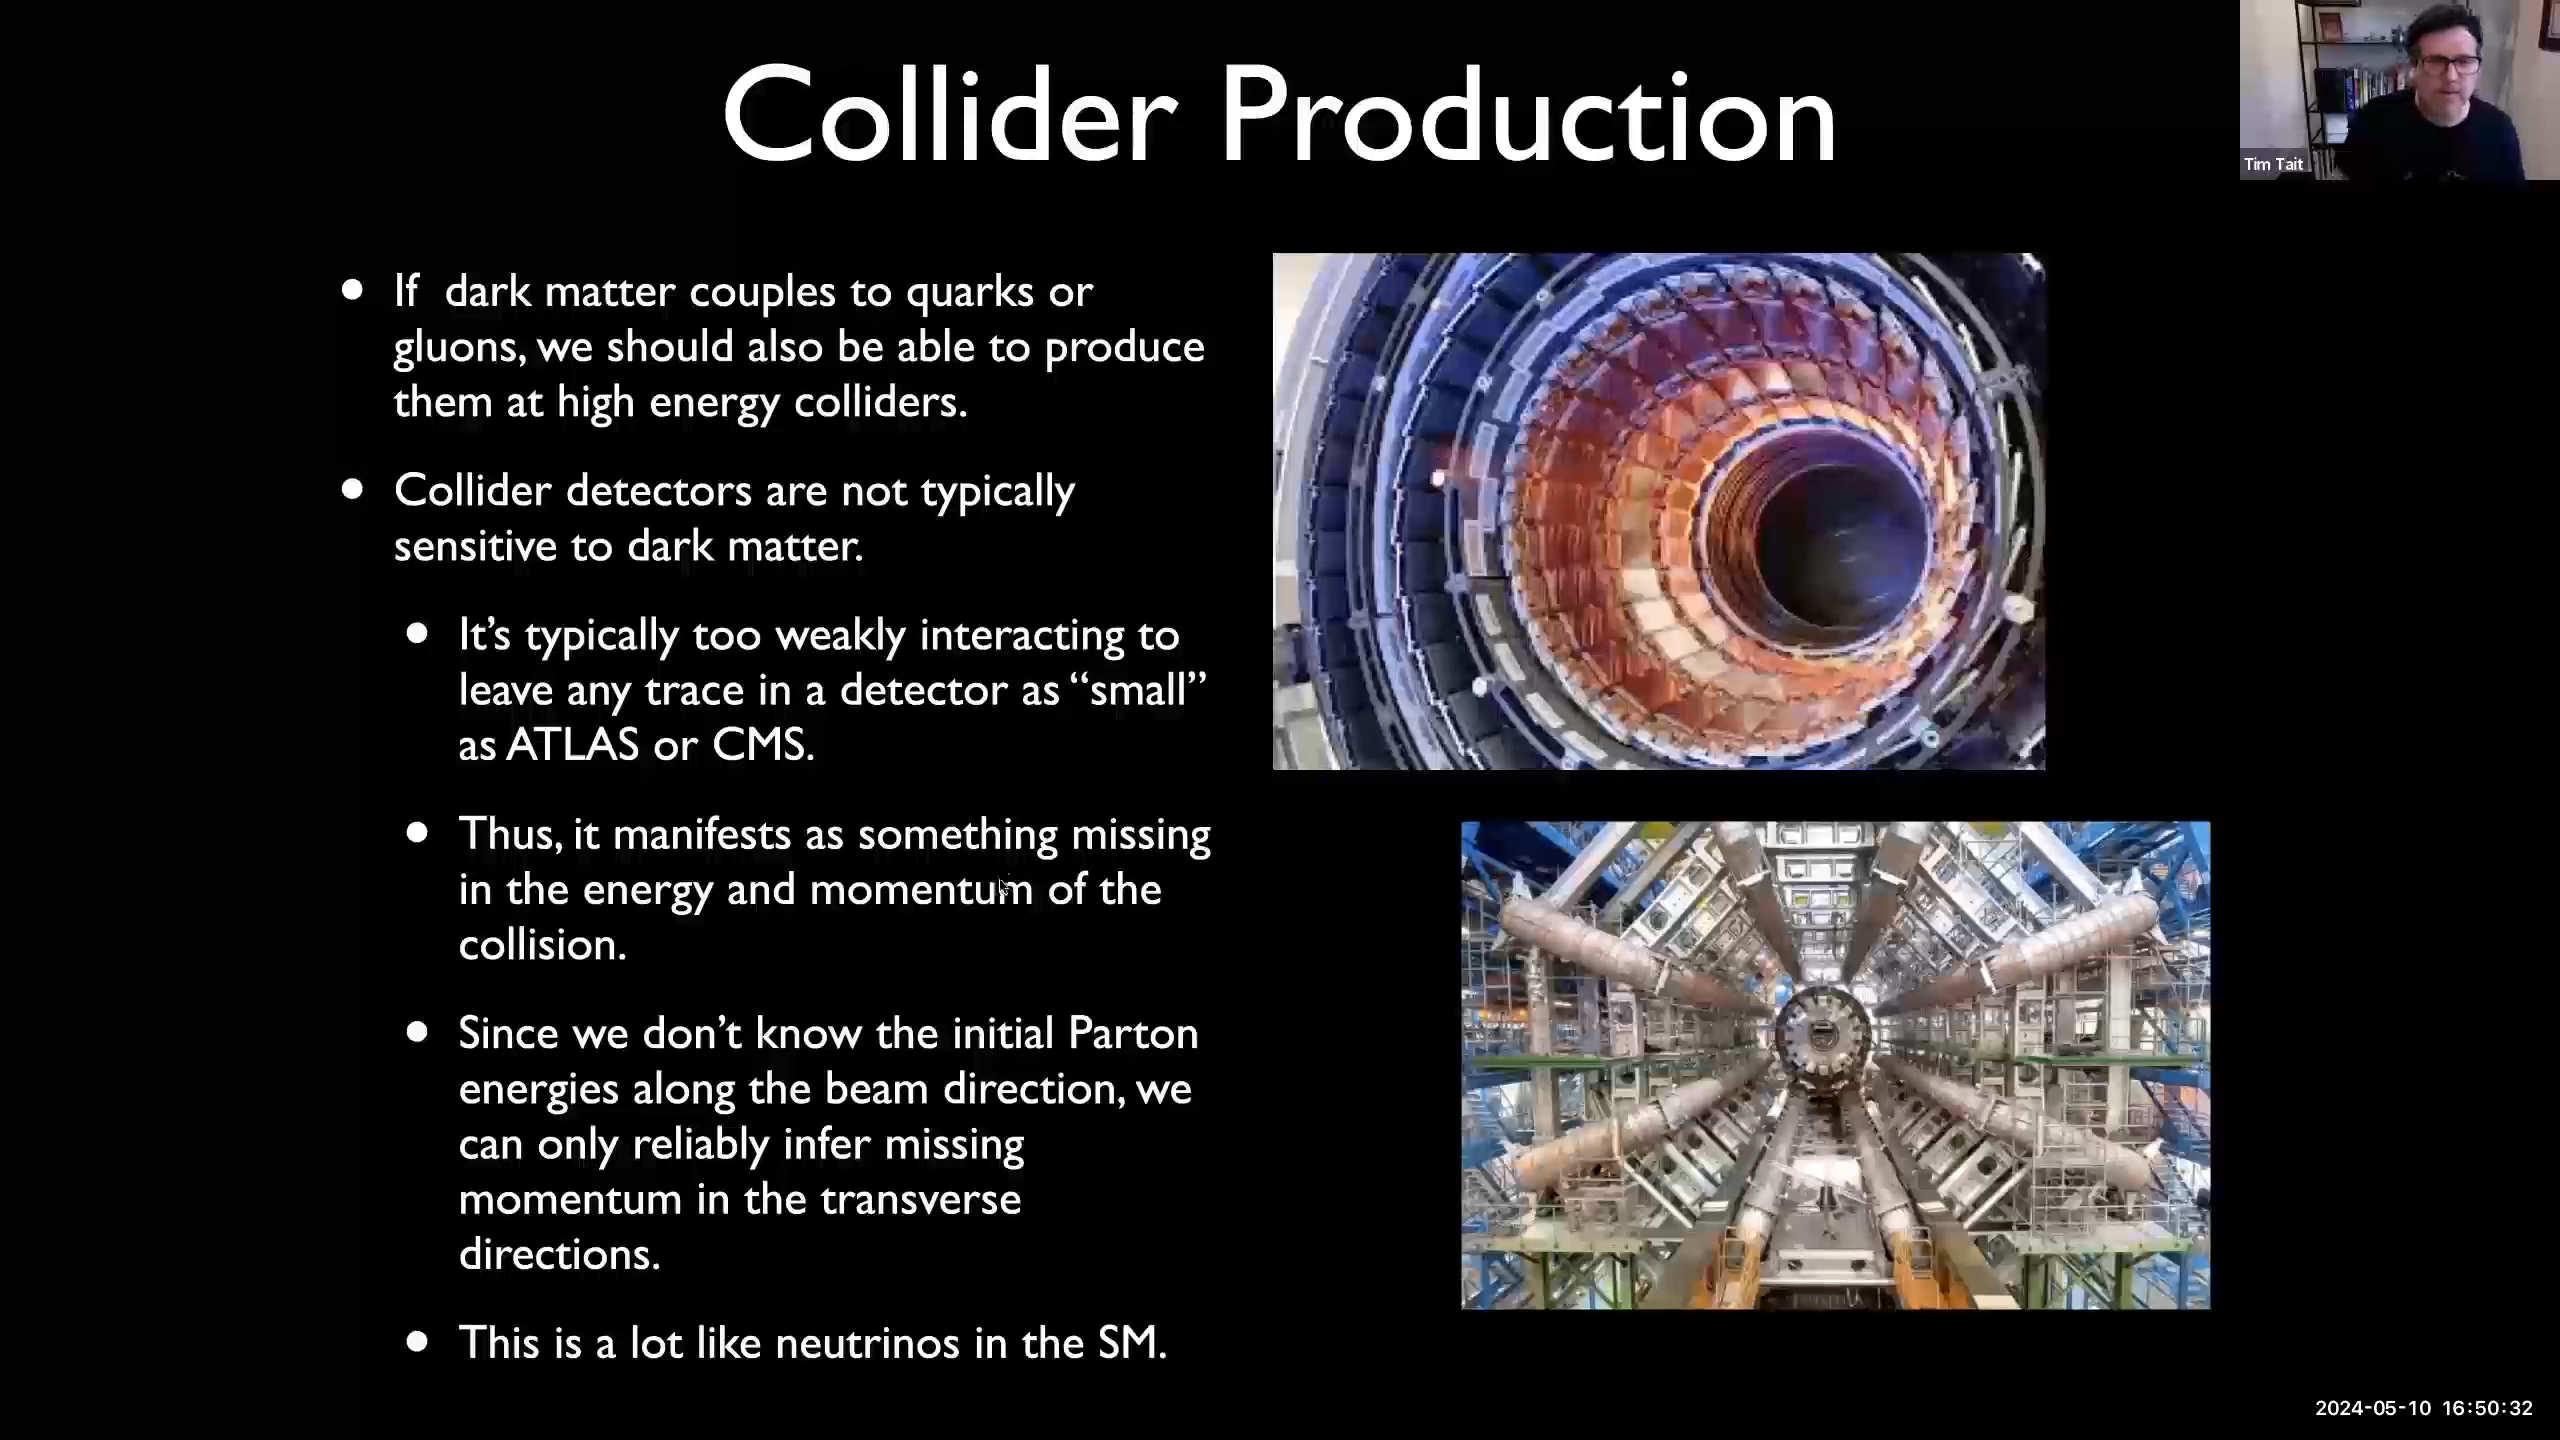 Collider Production
Tim Tait
• If dark matter couples to quarks or
gluons, we should also be able to produce
them at high energy colliders.
• Collider detectors are not typically
sensitive to dark matter.
• It’s typically too weakly interacting to
leave any trace in a detector as “small”
as ATLAS or CMS.
• Thus, it manifests as something missing
in the energy and momentum of the
collision.
• Since we don’t know the initial Parton
energies along the beam direction, we
can only reliably infer missing
momentum in the transverse
directions.
• This is a lot like neutrinos in the SM.
2024-05-10 16:50:32